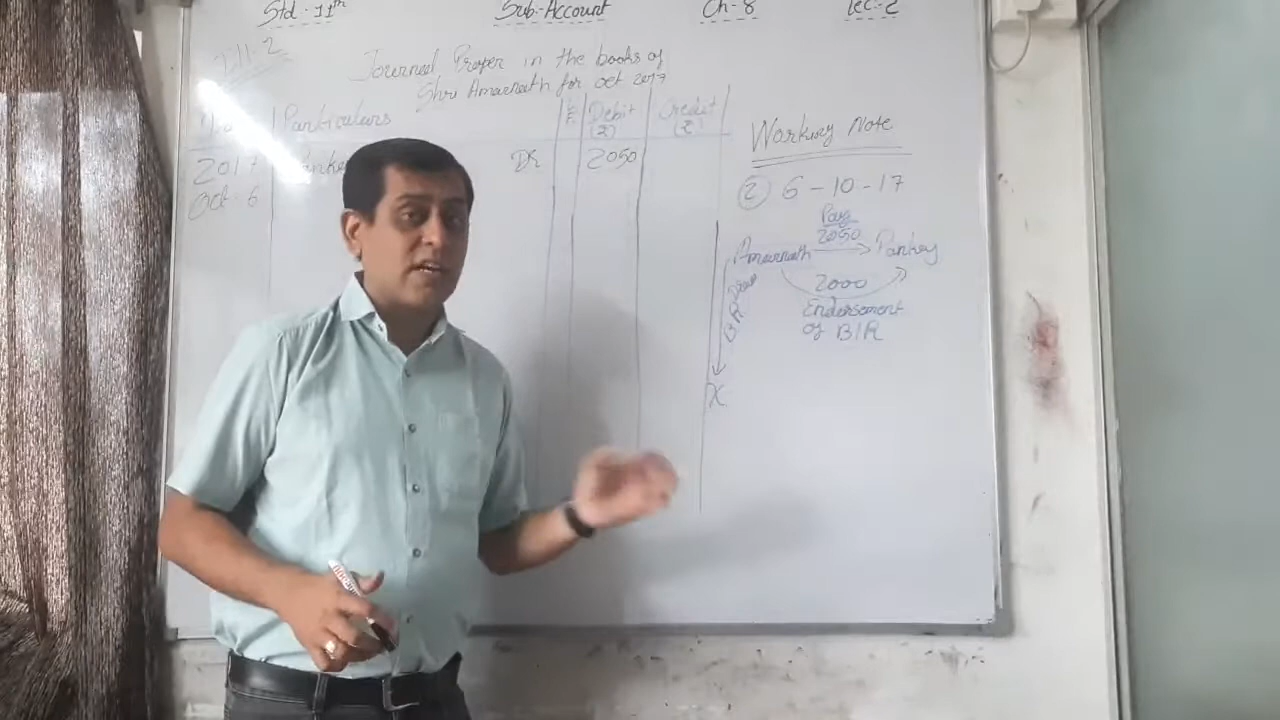 Std - 11th Sub-Account Ch-8 Lec-2
Journal Proper in the books of
Shri Amarnath for Oct 2017
Particulars Debit Credit
(₹) (₹)
2017 Dr 2050
Oct - 6
Working Note
② 6 - 10 - 17
Pay
2050
Amarnath Pankaj
2000
Endorsement
of B/R
B/R
X